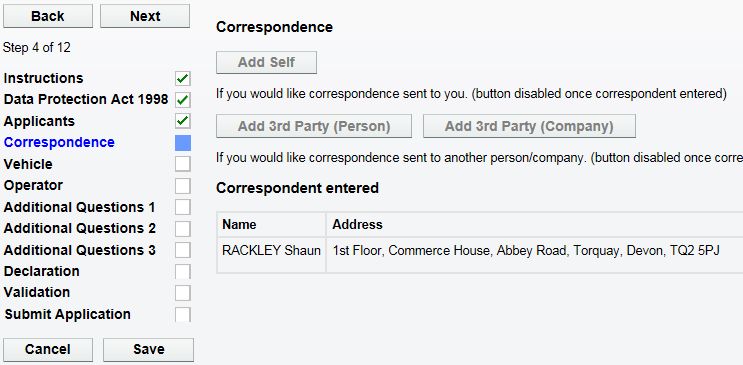 Back
Next
Step 4 of 12
Instructions
Data Protection Act 1998
Applicants
Correspondence
Vehicle
Operator
Additional Questions 1
Additional Questions 2
Additional Questions 3
Declaration
Validation
Submit Application
Cancel
Save
Correspondence
Add Self
If you would like correspondence sent to you. (button disabled once correspondent entered)
Add 3rd Party (Person)
Add 3rd Party (Company)
If you would like correspondence sent to another person/company. (button disabled once corre
Correspondent entered
Name
Address
RACKLEY Shaun
1st Floor, Commerce House, Abbey Road, Torquay, Devon, TQ2 5PJ